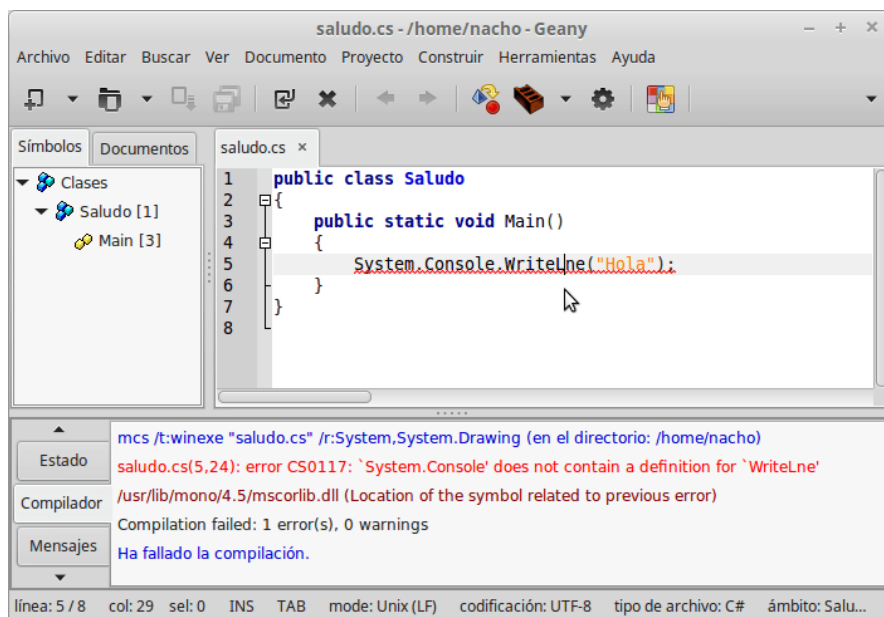 saludo.cs - /home/nacho - Geany
Archivo Editar Buscar Ver Documento Proyecto Construir Herramientas Ayuda
Símbolos Documentos
Clases
Saludo [1]
Main [3]
saludo.cs ×
1 public class Saludo
2 {
3 public static void Main()
4 {
5 System.Console.WriteLne("Hola");
6 }
7 }
8
Estado
Compilador
Mensajes
mcs /t:winexe "saludo.cs" /r:System,System.Drawing (en el directorio: /home/nacho)
saludo.cs(5,24): error CS0117: `System.Console' does not contain a definition for `WriteLne'
/usr/lib/mono/4.5/mscorlib.dll (Location of the symbol related to previous error)
Compilation failed: 1 error(s), 0 warnings
Ha fallado la compilación.
línea: 5 / 8 col: 29 sel: 0 INS TAB mode: Unix (LF) codificación: UTF-8 tipo de archivo: C# ámbito: Salu...